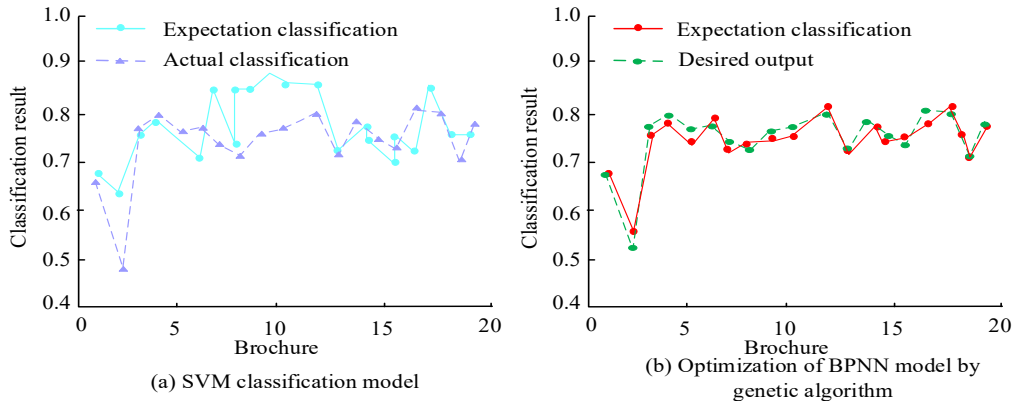 1.0
0.9
0.8
0.7
0.6
0.5
0.4
Classification result
Expectation classification
Actual classification
0
5
10
15
20
Brochure
(a) SVM classification model
1.0
0.9
0.8
0.7
0.6
0.5
0.4
Classification result
Expectation classification
Desired output
0
5
10
15
20
Brochure
(b) Optimization of BPNN model by
genetic algorithm